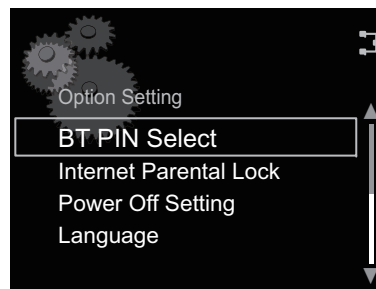 Option Setting
BT PIN Select
Internet Parental Lock
Power Off Setting
Language